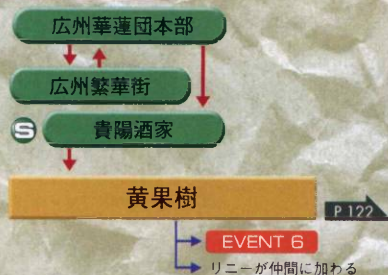 広州華蓮団本部
広州繁華街
S 貴陽酒家
黄果樹
P 122
EVENT 6
リニーが仲間に加わる